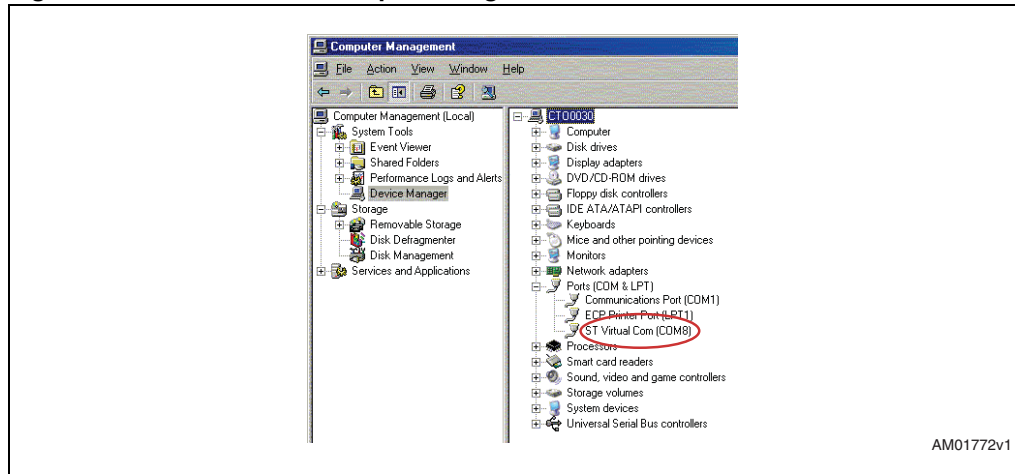 Computer Management
File Action View Window Help
Computer Management (Local)
System Tools
Event Viewer
Shared Folders
Performance Logs and Alerts
Device Manager
Storage
Removable Storage
Disk Defragmenter
Disk Management
Services and Applications
CTO0030
Computer
Disk drives
Display adapters
DVD/CD-ROM drives
Floppy disk controllers
IDE ATA/ATAPI controllers
Keyboards
Mice and other pointing devices
Monitors
Network adapters
Ports (COM & LPT)
Communications Port (COM1)
ECP Printer Port (LPT1)
ST Virtual Com (COM8)
Processors
Smart card readers
Sound, video and game controllers
Storage volumes
System devices
Universal Serial Bus controllers
AM01772v1